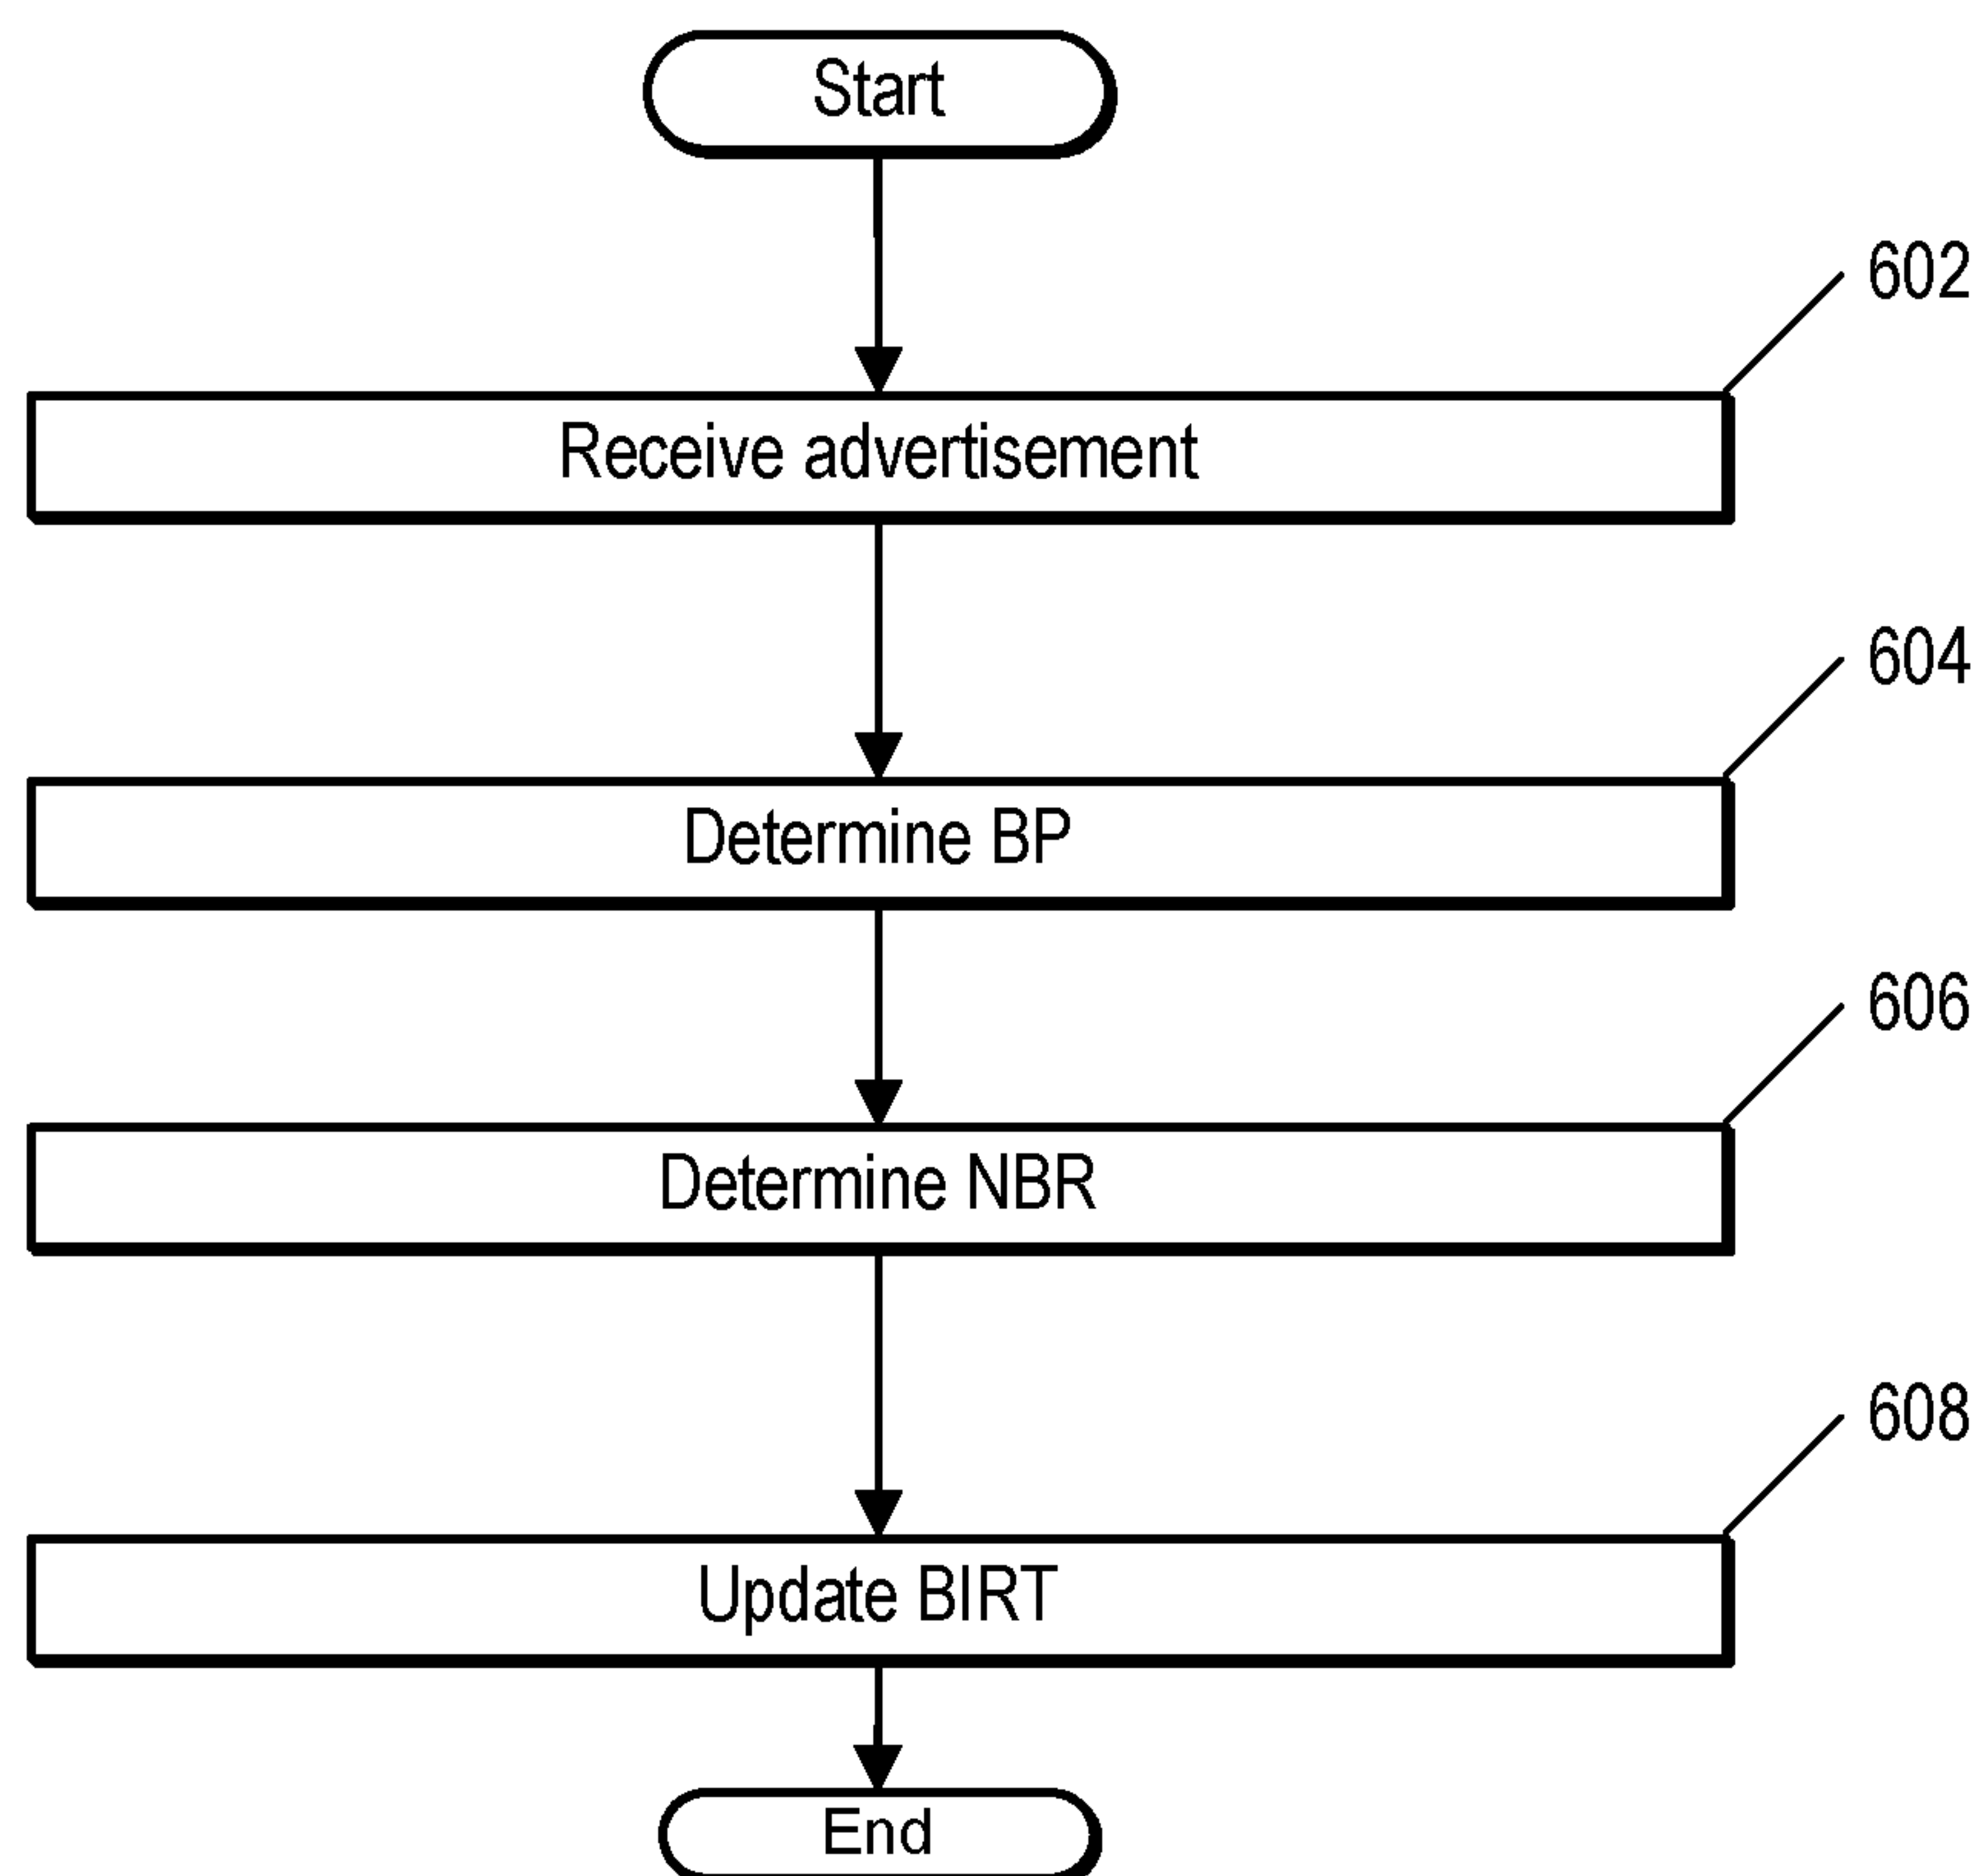 Start
602
Receive advertisement
604
Determine BP
606
Determine NBR
608
Update BIRT
End